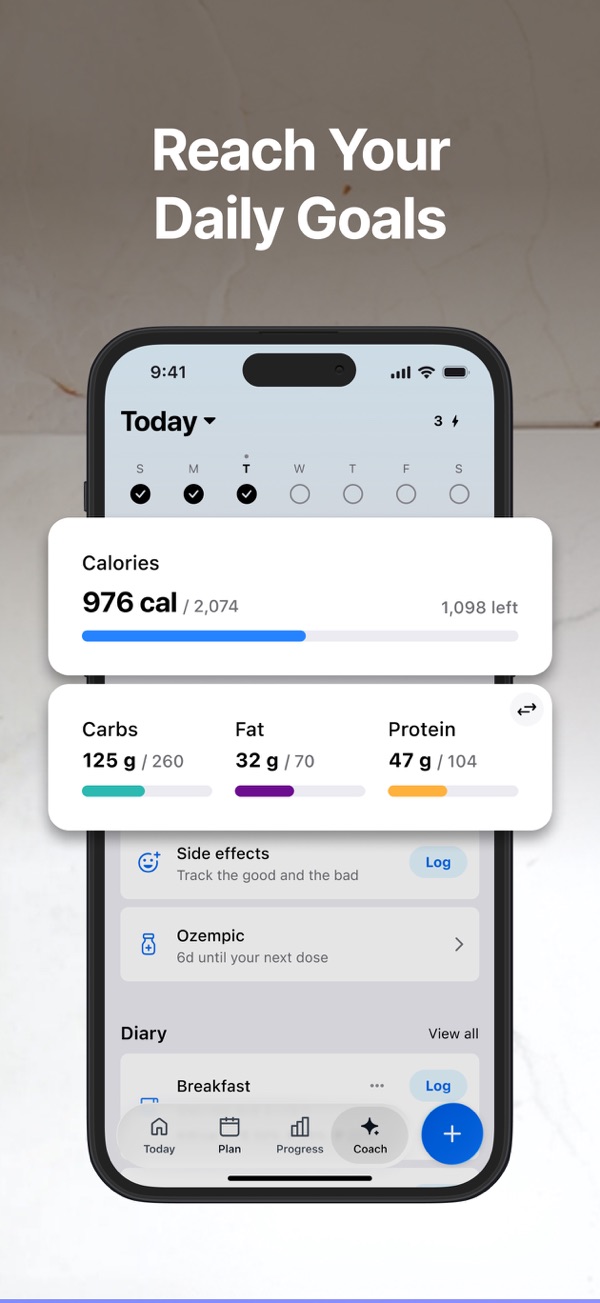 Reach Your
Daily Goals
9:41
Today
3
S M T W T F S
Calories
976 cal / 2,074
1,098 left
Carbs Fat Protein
125 g / 260 32 g / 70 47 g / 104
Side effects
Track the good and the bad
Log
Ozempic
6d until your next dose
Diary
View all
Breakfast
Log
Today Plan Progress Coach